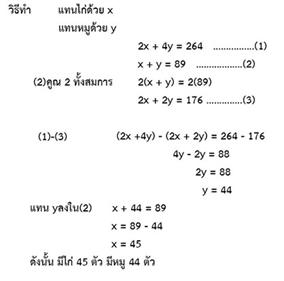 วิธีทำ แทนไก่ด้วย x
แทนหมูด้วย y
2x + 4y = 264 ................(1)
x + y = 89 ..................(2)
(2)คูณ 2 ทั้งสมการ 2(x + y) = 2(89)
2x + 2y = 176 ..............(3)
(1)-(3) (2x +4y) - (2x + 2y) = 264 - 176
4y - 2y = 88
2y = 88
y = 44
แทน yลงใน(2) x + 44 = 89
x = 89 - 44
x = 45
ดังนั้น มีไก่ 45 ตัว มีหมู 44 ตัว